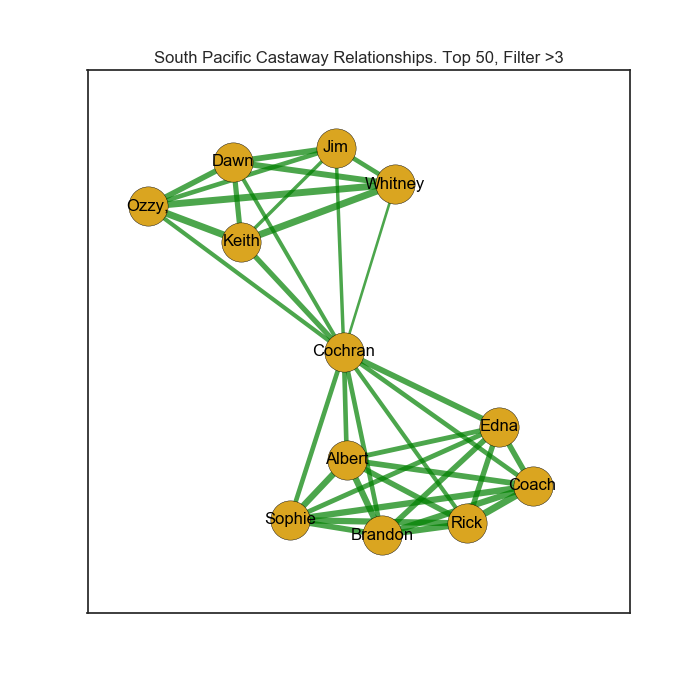 South Pacific Castaway Relationships. Top 50, Filter >3
Jim
Dawn
Whitney
Ozzy,
Keith
Cochran
Edna
Albert
Coach
Sophie
Rick
Brandon